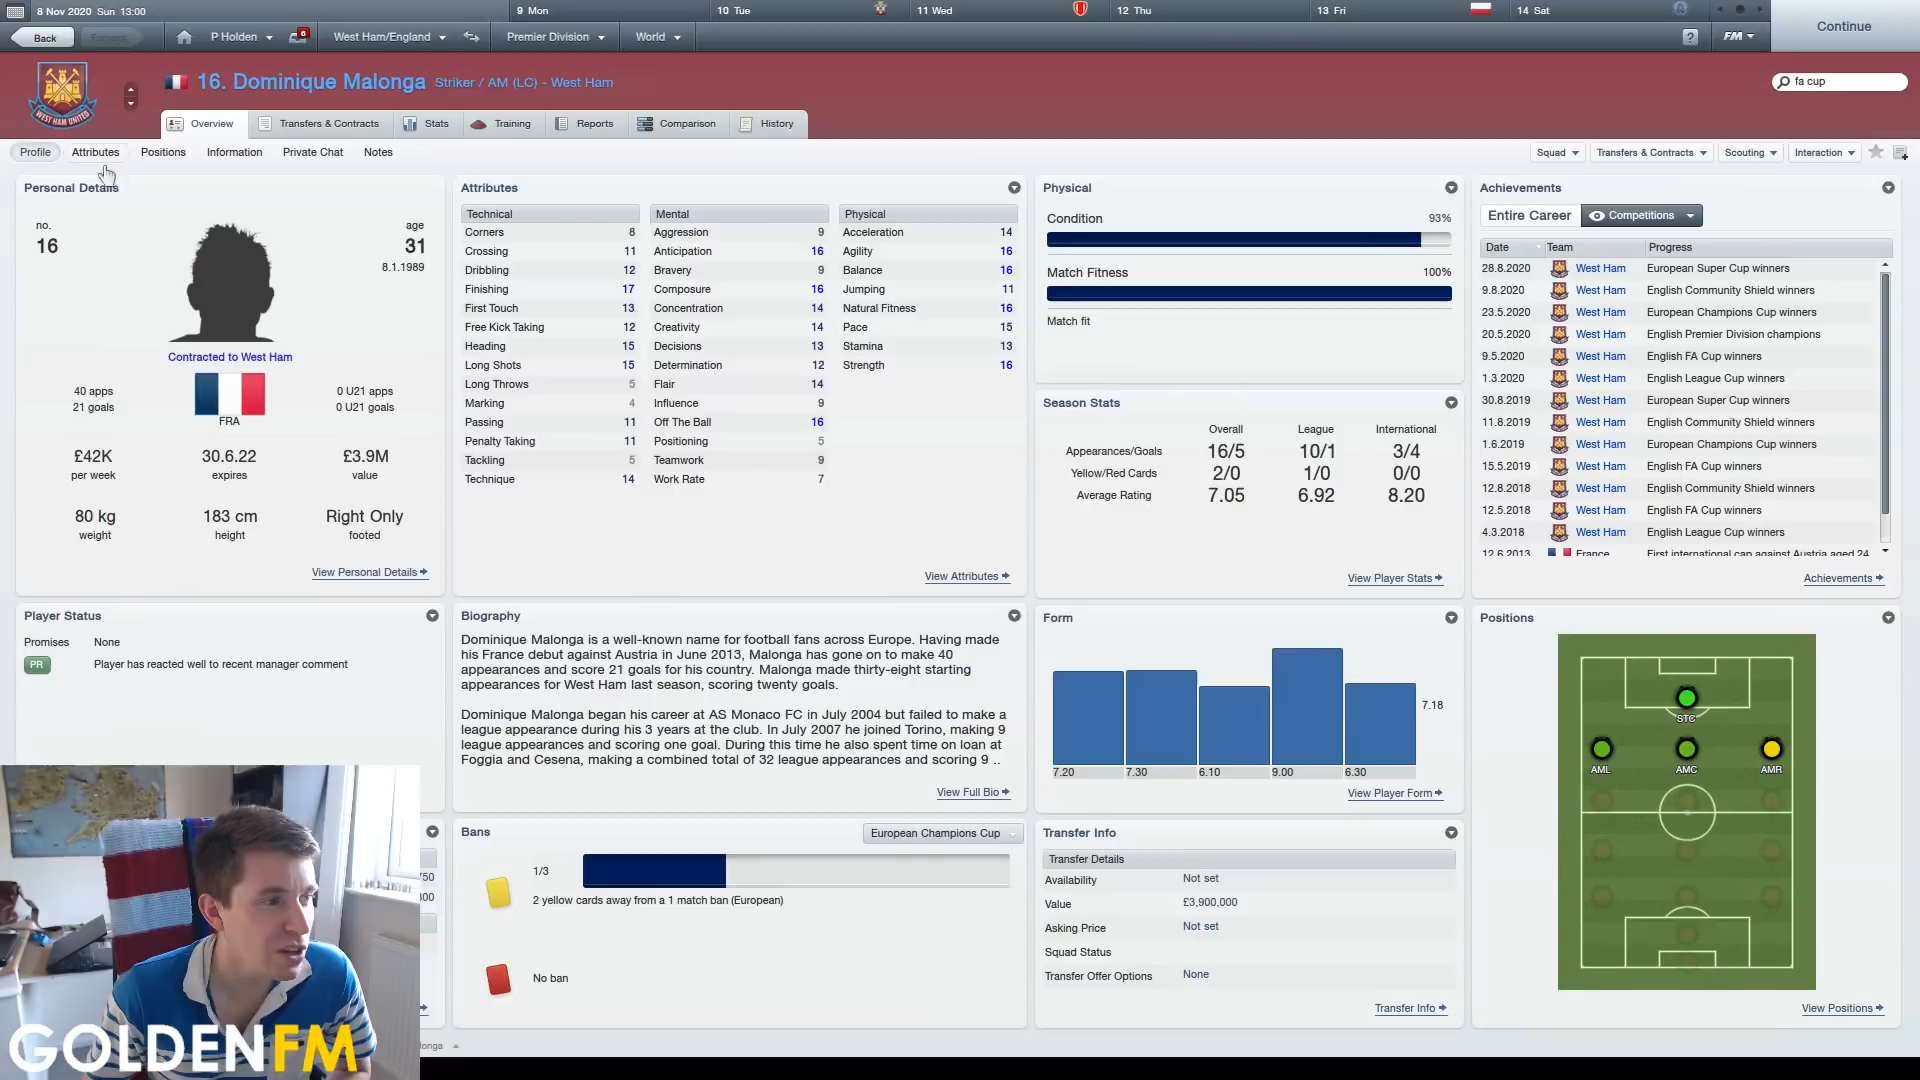 8 Nov 2020 Sun 13:00
9 Mon
10 Tue
11 Wed
12 Thu
13 Fri
14 Sat
Back
Forward
P Holden
6
West Ham/England
Premier Division
World
?
FM
Continue
WEST HAM UNITED
16. Dominique Malonga Striker / AM (LC) - West Ham
fa cup
Overview
Transfers & Contracts
Stats
Training
Reports
Comparison
History
Profile
Attributes
Positions
Information
Private Chat
Notes
Squad
Transfers & Contracts
Scouting
Interaction
Personal Details
no.
16
age
31
8.1.1989
Contracted to West Ham
40 apps
21 goals
FRA
0 U21 apps
0 U21 goals
£42K
per week
30.6.22
expires
£3.9M
value
80 kg
weight
183 cm
height
Right Only
footed
View Personal Details
Attributes
Technical
Corners 8
Crossing 11
Dribbling 12
Finishing 17
First Touch 13
Free Kick Taking 12
Heading 15
Long Shots 15
Long Throws 5
Marking 4
Passing 11
Penalty Taking 11
Tackling 5
Technique 14
Mental
Aggression 9
Anticipation 16
Bravery 9
Composure 16
Concentration 14
Creativity 14
Decisions 13
Determination 12
Flair 14
Influence 9
Off The Ball 16
Positioning 5
Teamwork 9
Work Rate 7
Physical
Acceleration 14
Agility 16
Balance 16
Jumping 11
Natural Fitness 16
Pace 15
Stamina 13
Strength 16
View Attributes
Physical
Condition 93%
Match Fitness 100%
Match fit
Season Stats
Overall League International
Appearances/Goals 16/5 10/1 3/4
Yellow/Red Cards 2/0 1/0 0/0
Average Rating 7.05 6.92 8.20
View Player Stats
Achievements
Entire Career Competitions
Date Team Progress
28.8.2020 West Ham European Super Cup winners
9.8.2020 West Ham English Community Shield winners
23.5.2020 West Ham European Champions Cup winners
20.5.2020 West Ham English Premier Division champions
9.5.2020 West Ham English FA Cup winners
1.3.2020 West Ham English League Cup winners
30.8.2019 West Ham European Super Cup winners
11.8.2019 West Ham English Community Shield winners
1.6.2019 West Ham European Champions Cup winners
15.5.2019 West Ham English FA Cup winners
12.8.2018 West Ham English Community Shield winners
12.5.2018 West Ham English FA Cup winners
4.3.2018 West Ham English League Cup winners
12.6.2013 France First international cap against Austria aged 24
Achievements
Player Status
Promises None
PR Player has reacted well to recent manager comment
Biography
Dominique Malonga is a well-known name for football fans across Europe. Having made
his France debut against Austria in June 2013, Malonga has gone on to make 40
appearances and score 21 goals for his country. Malonga made thirty-eight starting
appearances for West Ham last season, scoring twenty goals.
Dominique Malonga began his career at AS Monaco FC in July 2004 but failed to make a
league appearance during his 3 years at the club. In July 2007 he joined Torino, making 9
league appearances and scoring one goal. During this time he also spent time on loan at
Foggia and Cesena, making a combined total of 32 league appearances and scoring 9 ..
View Full Bio
Form
7.18
7.20 7.30 6.10 9.00 6.30
View Player Form
Positions
STC
AML
AMC
AMR
View Positions
Bans
European Champions Cup
1/3
2 yellow cards away from a 1 match ban (European)
No ban
Transfer Info
Transfer Details
Availability Not set
Value £3,900,000
Asking Price Not set
Squad Status
Transfer Offer Options None
Transfer Info
GOLDENFM